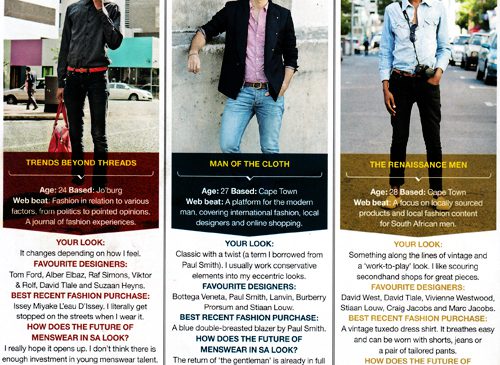 TRENDS BEYOND THREADS
Age: 24 Based: Jo'burg
Web beat: Fashion in relation to various
factors, from politics to pointed opinions.
A journal of fashion experiences.
YOUR LOOK:
It changes depending on how I feel.
FAVOURITE DESIGNERS:
Tom Ford, Alber Elbaz, Raf Simons, Viktor
& Rolf, David Tlale and Suzaan Heyns.
BEST RECENT FASHION PURCHASE:
Issey Miyake L'eau D'Issey. I literally get
stopped on the streets when I wear it.
HOW DOES THE FUTURE OF
MENSWEAR IN SA LOOK?
I really hope it opens up. I don't think there is
enough investment in young menswear talent.
MAN OF THE CLOTH
Age: 27 Based: Cape Town
Web beat: A platform for the modern
man, covering international fashion, local
designers and online shopping.
YOUR LOOK:
Classic with a twist (a term I borrowed from
Paul Smith). I usually work conservative
elements into my eccentric looks.
FAVOURITE DESIGNERS:
Bottega Veneta, Paul Smith, Lanvin, Burberry
Prorsum and Stiaan Louw.
BEST RECENT FASHION PURCHASE:
A blue double-breasted blazer by Paul Smith.
HOW DOES THE FUTURE OF
MENSWEAR IN SA LOOK?
The return of 'the gentleman' is already in full
THE RENAISSANCE MEN
Age: 28 Based: Cape Town
Web beat: A focus on locally sourced
products and local fashion content
for South African men.
YOUR LOOK:
Something along the lines of vintage and
a 'work-to-play' look. I like scouring
secondhand shops for great pieces.
FAVOURITE DESIGNERS:
David West, David Tlale, Vivienne Westwood,
Stiaan Louw, Craig Jacobs and Marc Jacobs.
BEST RECENT FASHION PURCHASE:
A vintage tuxedo dress shirt. It breathes easy
and can be worn with shorts, jeans or
a pair of tailored pants.
HOW DOES THE FUTURE OF